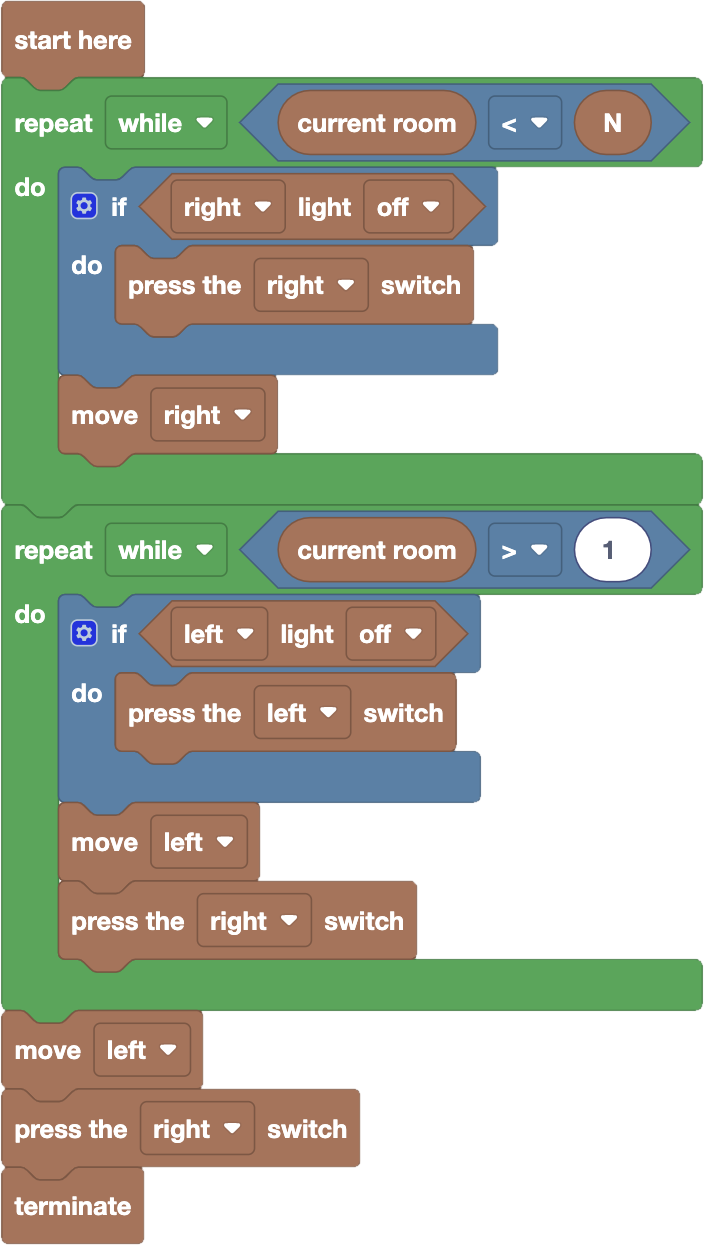 start here
repeat while current room < N
do if right light off
do press the right switch
move right
repeat while current room > 1
do if left light off
do press the left switch
move left
press the right switch
move left
press the right switch
terminate